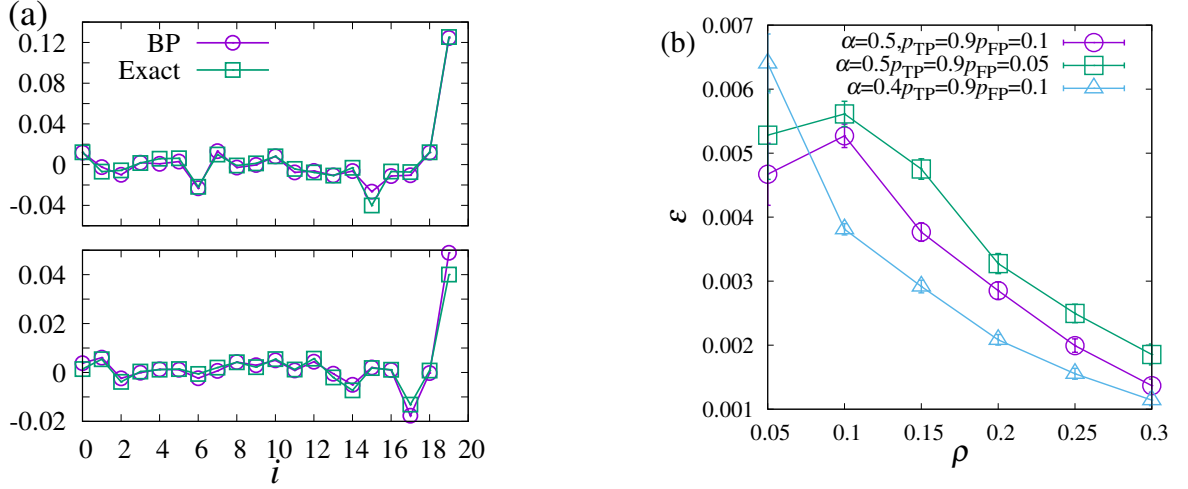 (a)
0.12
0.08
0.04
0
-0.04
BP
Exact
0.04
0.02
0
-0.02
0 2 4 6 8 10 12 14 16 18 20
i
(b)
0.007
0.006
0.005
0.004
0.003
0.002
0.001
ε
α=0.5,pTP=0.9pFP=0.1
α=0.5pTP=0.9pFP=0.05
α=0.4pTP=0.9pFP=0.1
0.05 0.1 0.15 0.2 0.25 0.3
ρ